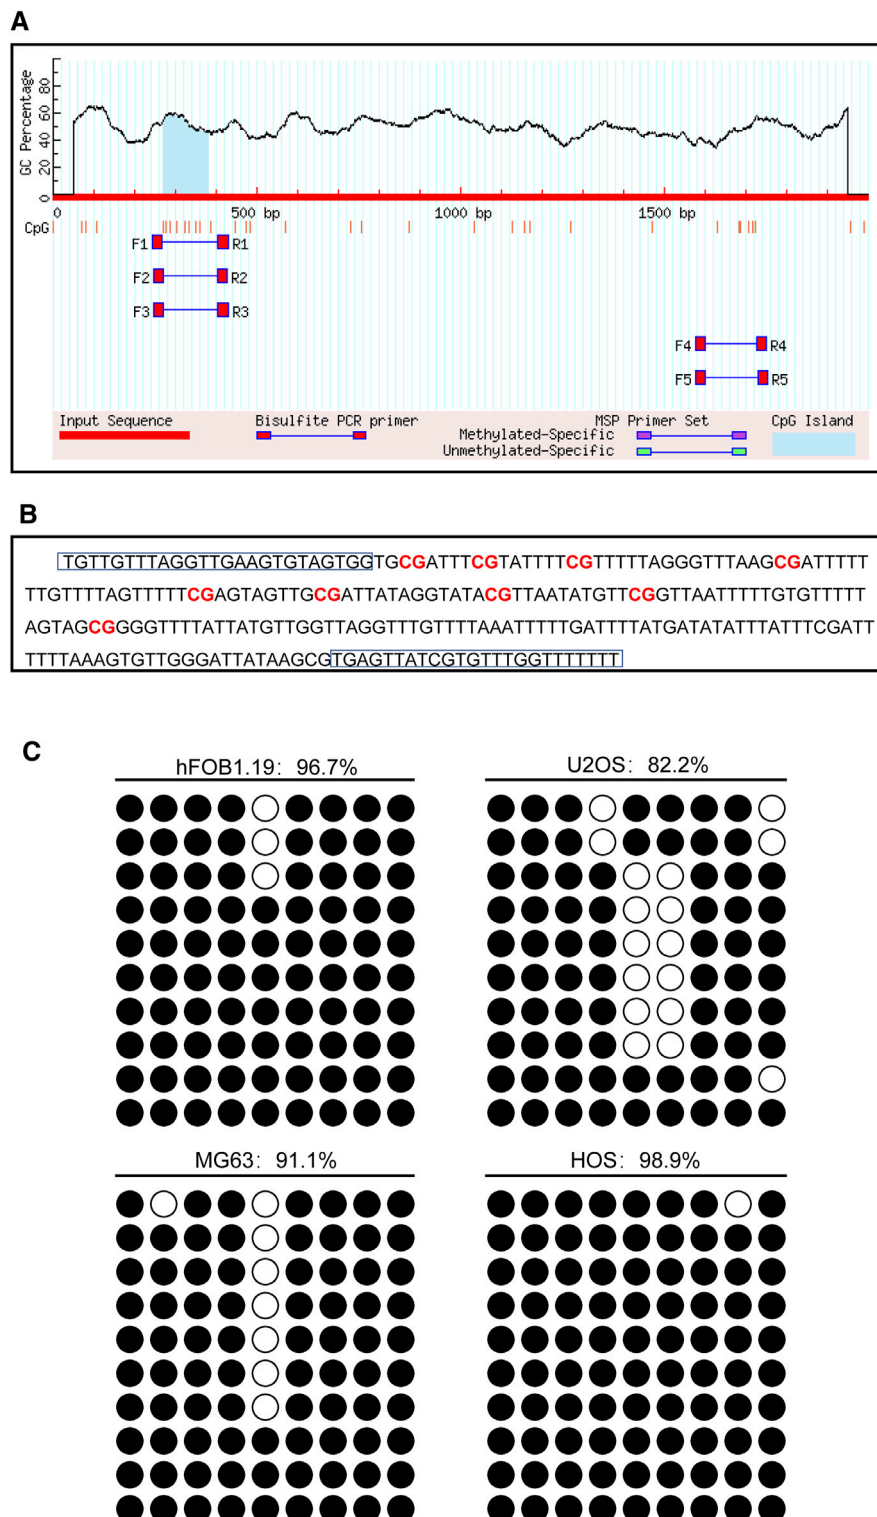 A
GC Percentage
80
60
40
20
0
0 500 bp 1000 bp 1500 bp
CpG
F1 R1
F2 R2
F3 R3
F4 R4
F5 R5
Input Sequence Bisulfite PCR primer MSP Primer Set CpG Island
Methylated-Specific
Unmethylated-Specific
B
TGTTGTTTAGGTTGAAGTGTAGTGGTGCGATTTCGTATTTTCGTTTTTAGGGTTTAAGCGATTTTT
TTGTTTTAGTTTTTCGAGTAGTTGCGATTATAGGTATACGTTAATATGTTCGGTTAATTTTTGTGTTTTT
AGTAGCGGGGTTTTATTATGTTGGTTAGGTTTGTTTTAAATTTTTGATTTTATGATATATTTATTTCGATT
TTTTAAAGTGTTGGGATTATAAGCGTGAGTTATCGTGTTTGGTTTTTTT
C
hFOB1.19: 96.7%
U2OS: 82.2%
MG63: 91.1%
HOS: 98.9%